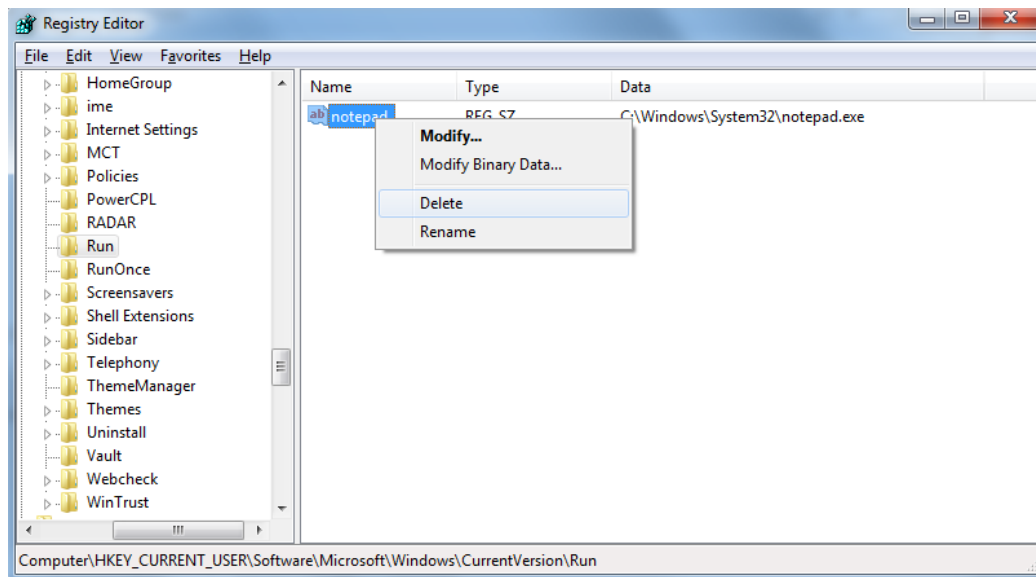 Registry Editor
File Edit View Favorites Help
HomeGroup
ime
Internet Settings
MCT
Policies
PowerCPL
RADAR
Run
RunOnce
Screensavers
Shell Extensions
Sidebar
Telephony
ThemeManager
Themes
Uninstall
Vault
Webcheck
WinTrust
Name Type Data
ab notepad REG_SZ C:\Windows\System32\notepad.exe
Modify...
Modify Binary Data...
Delete
Rename
Computer\HKEY_CURRENT_USER\Software\Microsoft\Windows\CurrentVersion\Run